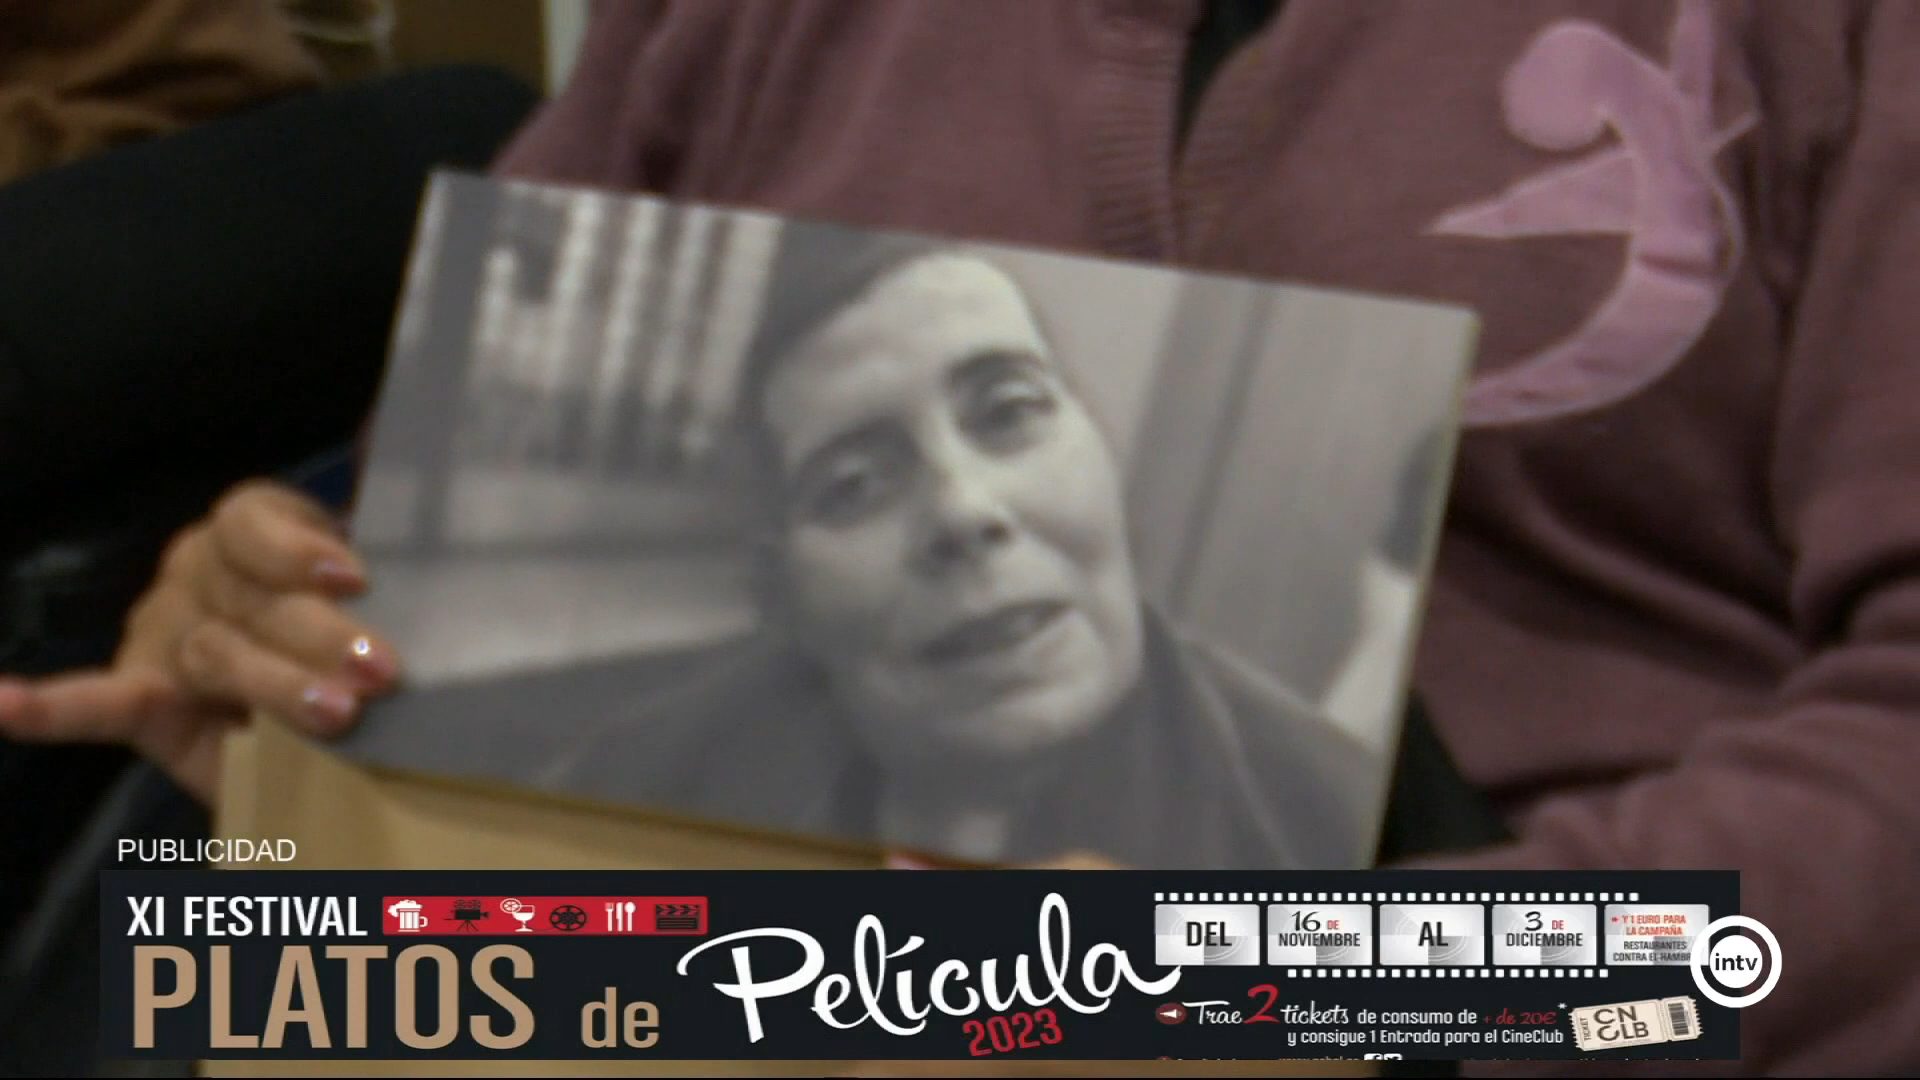 PUBLICIDAD
XI FESTIVAL
PLATOS de Película
2023
DEL
16 DE NOVIEMBRE
AL
3 DE DICIEMBRE
* Y 1 EURO PARA
LA CAMPAÑA
RESTAURANTES
CONTRA EL HAMBRE
intv
Trae 2 tickets de consumo de + de 20€*
y consigue 1 Entrada para el CineClub
TICKET
CN
CLB